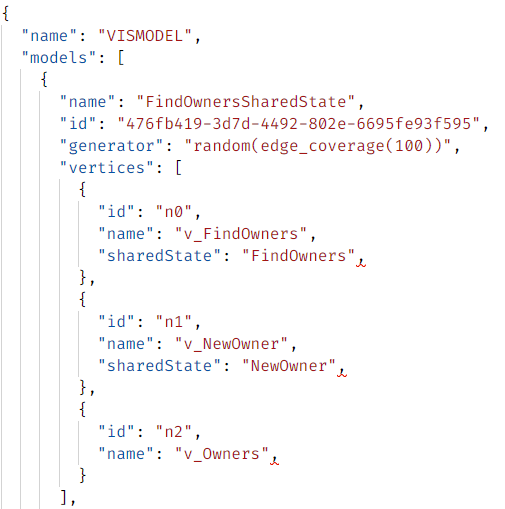 {
  "name": "VISMODEL",
  "models": [
    {
      "name": "FindOwnersSharedState",
      "id": "476fb419-3d7d-4492-802e-6695fe93f595",
      "generator": "random(edge_coverage(100))",
      "vertices": [
        {
          "id": "n0",
          "name": "v_FindOwners",
          "sharedState": "FindOwners",
        },
        {
          "id": "n1",
          "name": "v_NewOwner",
          "sharedState": "NewOwner",
        },
        {
          "id": "n2",
          "name": "v_Owners",
        }
      ],